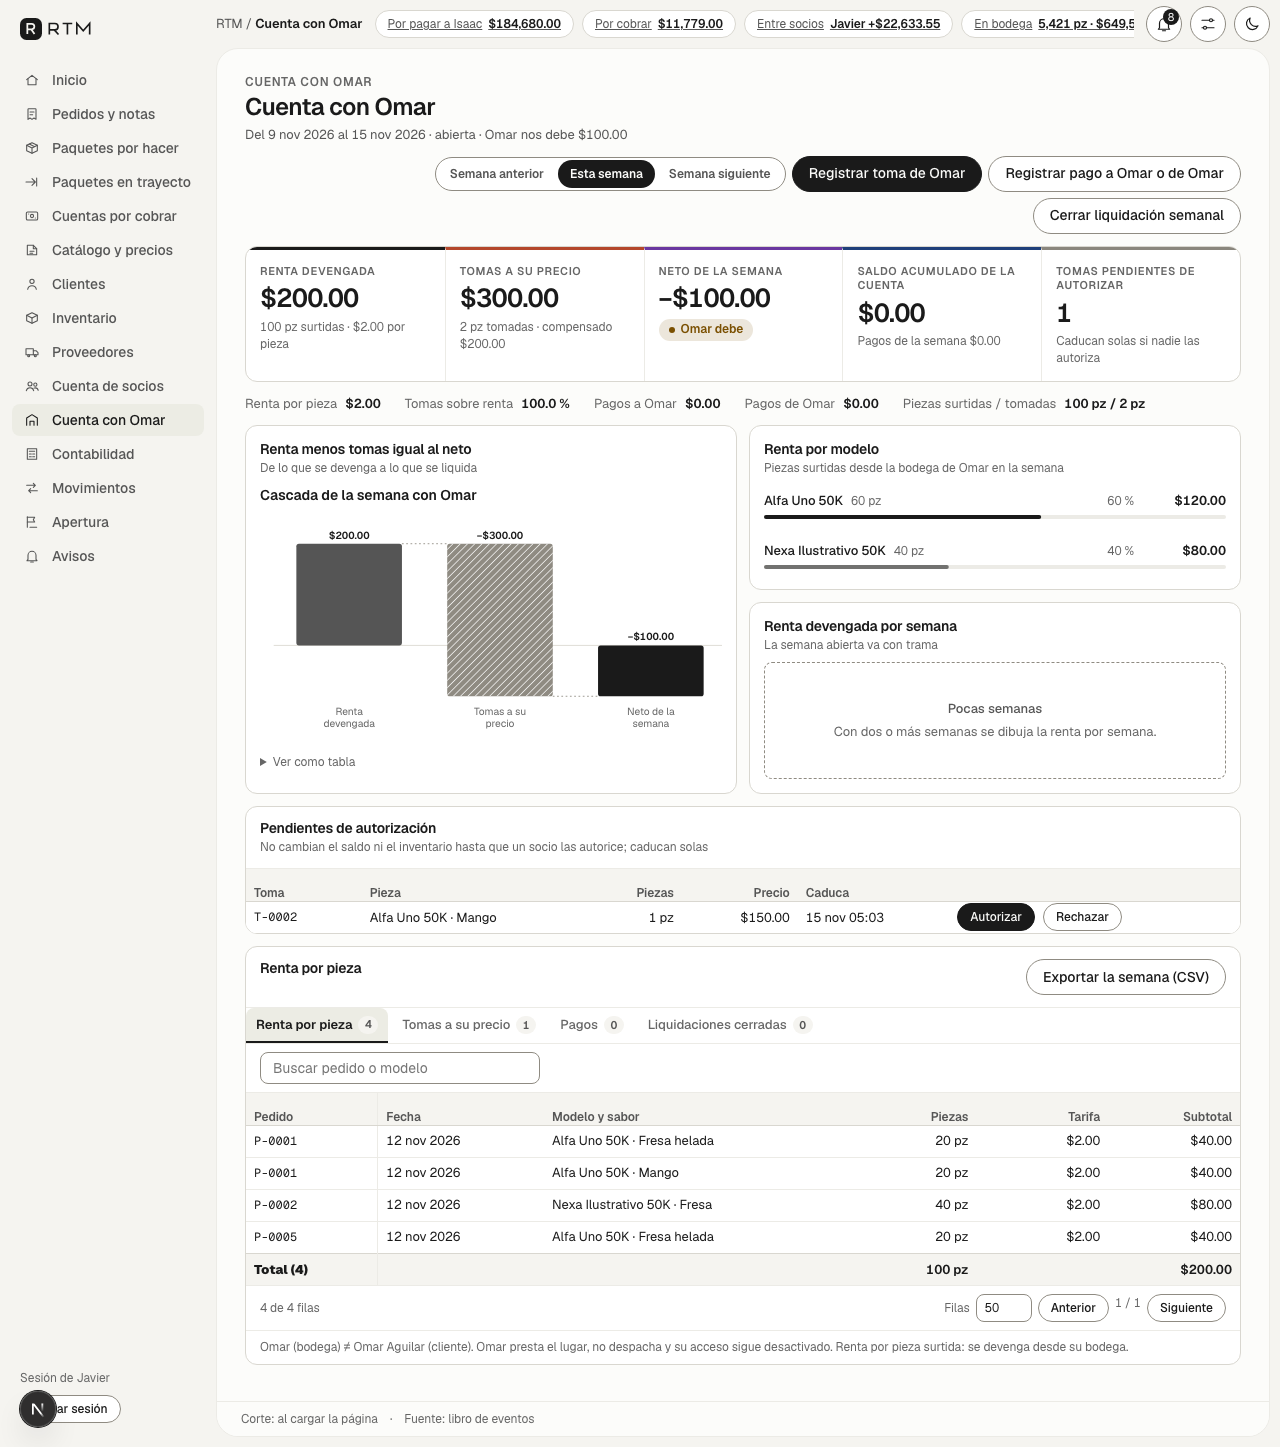 R RTM
RTM / Cuenta con Omar
Por pagar a Isaac $184,680.00
Por cobrar $11,779.00
Entre socios Javier +$22,633.55
En bodega 5,421 pz · $649,5
8
Inicio
Pedidos y notas
Paquetes por hacer
Paquetes en trayecto
Cuentas por cobrar
Catálogo y precios
Clientes
Inventario
Proveedores
Cuenta de socios
Cuenta con Omar
Contabilidad
Movimientos
Apertura
Avisos
CUENTA CON OMAR
Cuenta con Omar
Del 9 nov 2026 al 15 nov 2026 · abierta · Omar nos debe $100.00
Semana anterior Esta semana Semana siguiente
Registrar toma de Omar
Registrar pago a Omar o de Omar
Cerrar liquidación semanal
RENTA DEVENGADA
$200.00
100 pz surtidas · $2.00 por
pieza
TOMAS A SU PRECIO
$300.00
2 pz tomadas · compensado
$200.00
NETO DE LA SEMANA
–$100.00
Omar debe
SALDO ACUMULADO DE LA
CUENTA
$0.00
Pagos de la semana $0.00
TOMAS PENDIENTES DE
AUTORIZAR
1
Caducan solas si nadie las
autoriza
Renta por pieza $2.00 Tomas sobre renta 100.0 % Pagos a Omar $0.00 Pagos de Omar $0.00 Piezas surtidas / tomadas 100 pz / 2 pz
Renta menos tomas igual al neto
De lo que se devenga a lo que se liquida
Cascada de la semana con Omar
$200.00
–$300.00
–$100.00
Renta
devengada
Tomas a su
precio
Neto de la
semana
Ver como tabla
Renta por modelo
Piezas surtidas desde la bodega de Omar en la semana
Alfa Uno 50K 60 pz 60 % $120.00
Nexa Ilustrativo 50K 40 pz 40 % $80.00
Renta devengada por semana
La semana abierta va con trama
Pocas semanas
Con dos o más semanas se dibuja la renta por semana.
Pendientes de autorización
No cambian el saldo ni el inventario hasta que un socio las autorice; caducan solas
Toma Pieza Piezas Precio Caduca
T-0002 Alfa Uno 50K · Mango 1 pz $150.00 15 nov 05:03 Autorizar Rechazar
Renta por pieza
Exportar la semana (CSV)
Renta por pieza 4 Tomas a su precio 1 Pagos 0 Liquidaciones cerradas 0
Buscar pedido o modelo
Pedido Fecha Modelo y sabor Piezas Tarifa Subtotal
P-0001 12 nov 2026 Alfa Uno 50K · Fresa helada 20 pz $2.00 $40.00
P-0001 12 nov 2026 Alfa Uno 50K · Mango 20 pz $2.00 $40.00
P-0002 12 nov 2026 Nexa Ilustrativo 50K · Fresa 40 pz $2.00 $80.00
P-0005 12 nov 2026 Alfa Uno 50K · Fresa helada 20 pz $2.00 $40.00
Total (4) 100 pz $200.00
4 de 4 filas
Filas 50 Anterior 1 / 1 Siguiente
Omar (bodega) ≠ Omar Aguilar (cliente). Omar presta el lugar, no despacha y su acceso sigue desactivado. Renta por pieza surtida: se devenga desde su bodega.
Sesión de Javier
N ar sesión
Corte: al cargar la página · Fuente: libro de eventos